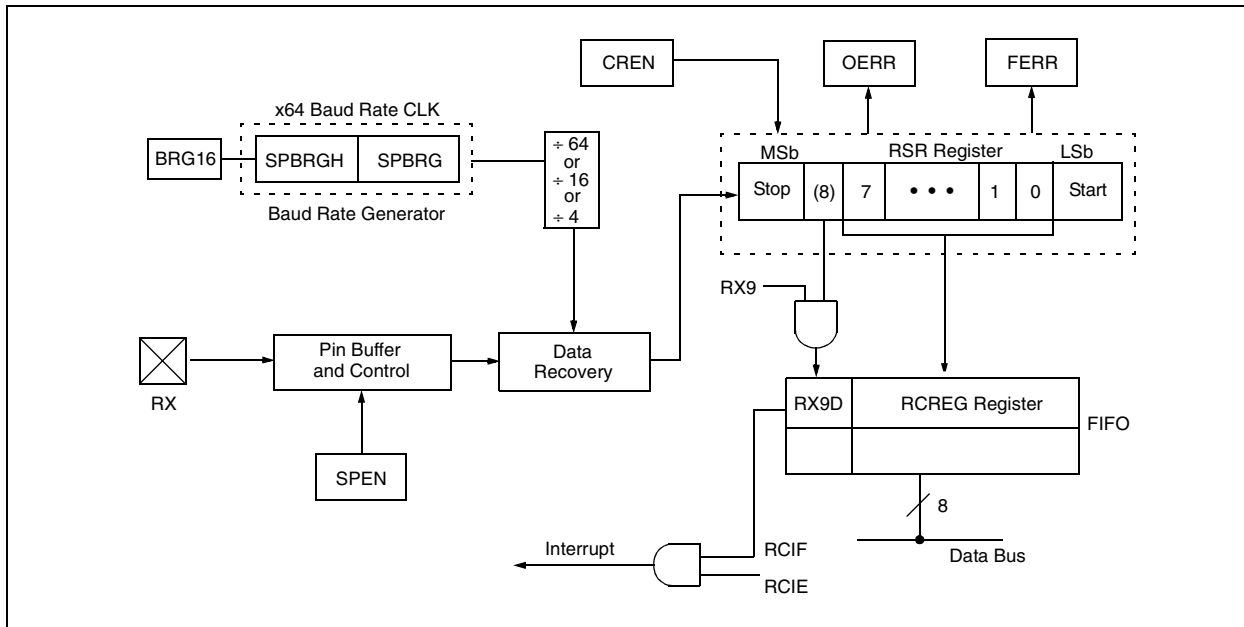 CREN
OERR
FERR
x64 Baud Rate CLK
BRG16
SPBRGH
SPBRG
Baud Rate Generator
÷ 64
or
÷ 16
or
÷ 4
MSb
RSR Register
LSb
Stop
(8)
7
• • •
1
0
Start
RX9
Pin Buffer
and Control
Data
Recovery
RX
SPEN
RX9D
RCREG Register
FIFO
8
Data Bus
Interrupt
RCIF
RCIE